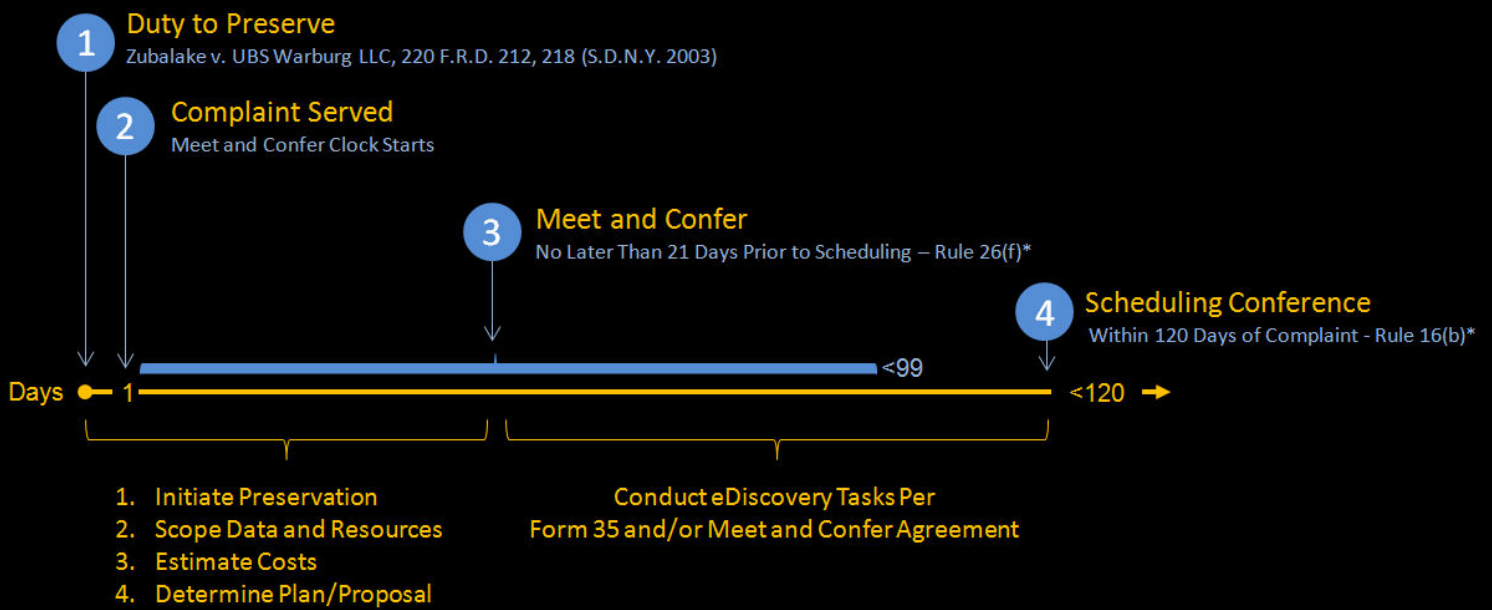 1
Duty to Preserve
Zubalake v. UBS Warburg LLC, 220 F.R.D. 212, 218 (S.D.N.Y. 2003)
2
Complaint Served
Meet and Confer Clock Starts
3
Meet and Confer
No Later Than 21 Days Prior to Scheduling – Rule 26(f)*
4
Scheduling Conference
Within 120 Days of Complaint - Rule 16(b)*
<99
Days
1
<120
1. Initiate Preservation
2. Scope Data and Resources
3. Estimate Costs
4. Determine Plan/Proposal
Conduct eDiscovery Tasks Per
Form 35 and/or Meet and Confer Agreement